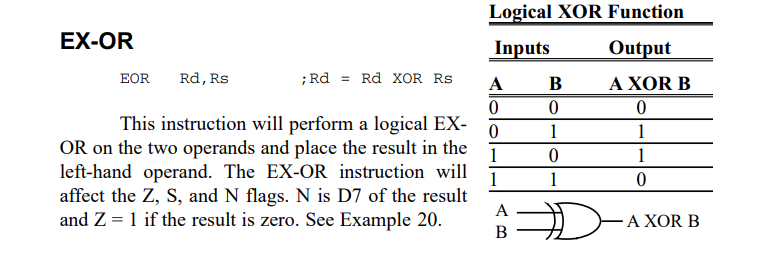 EX-OR
EOR Rd,Rs ;Rd = Rd XOR Rs
This instruction will perform a logical EX-
OR on the two operands and place the result in the
left-hand operand. The EX-OR instruction will
affect the Z, S, and N flags. N is D7 of the result
and Z = 1 if the result is zero. See Example 20.
Logical XOR Function
Inputs Output
A B A XOR B
0 0 0
0 1 1
1 0 1
1 1 0
A
B
A XOR B